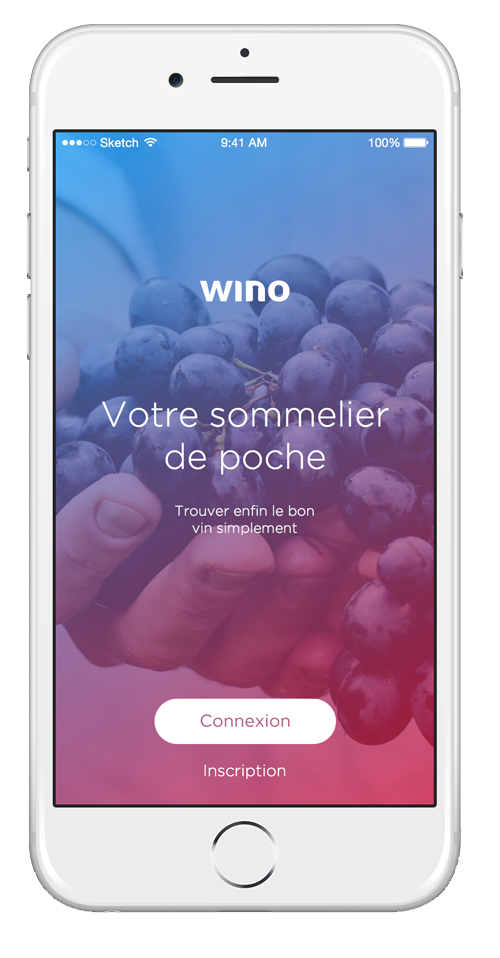 Sketch 9:41 AM 100%
wino
Votre sommelier
de poche
Trouver enfin le bon
vin simplement
Connexion
Inscription